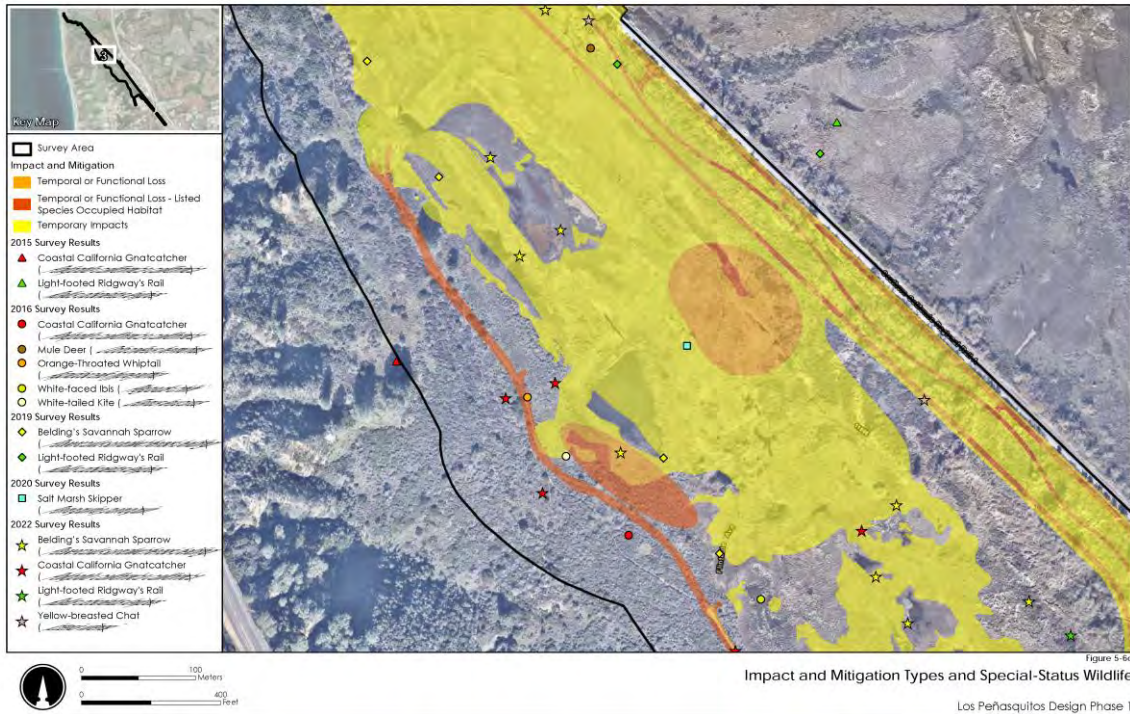 Key Map
3
Survey Area
Impact and Mitigation
Temporal or Functional Loss
Temporal or Functional Loss - Listed
Species Occupied Habitat
Temporary Impacts
2015 Survey Results
Coastal California Gnatcatcher
(
Light-footed Ridgway's Rail
(
2016 Survey Results
Coastal California Gnatcatcher
(
Mule Deer (
Orange-Throated Whiptail
(
White-faced Ibis (
White-tailed Kite (
2019 Survey Results
Belding's Savannah Sparrow
(
Light-footed Ridgway's Rail
(
2020 Survey Results
Salt Marsh Skipper
(
2022 Survey Results
Belding's Savannah Sparrow
(
Coastal California Gnatcatcher
(
Light-footed Ridgway's Rail
(
Yellow-breasted Chat
(
0 100
Meters
0 400
Feet
Figure 5-6c
Impact and Mitigation Types and Special-Status Wildlife
Los Peñasquitos Design Phase 1